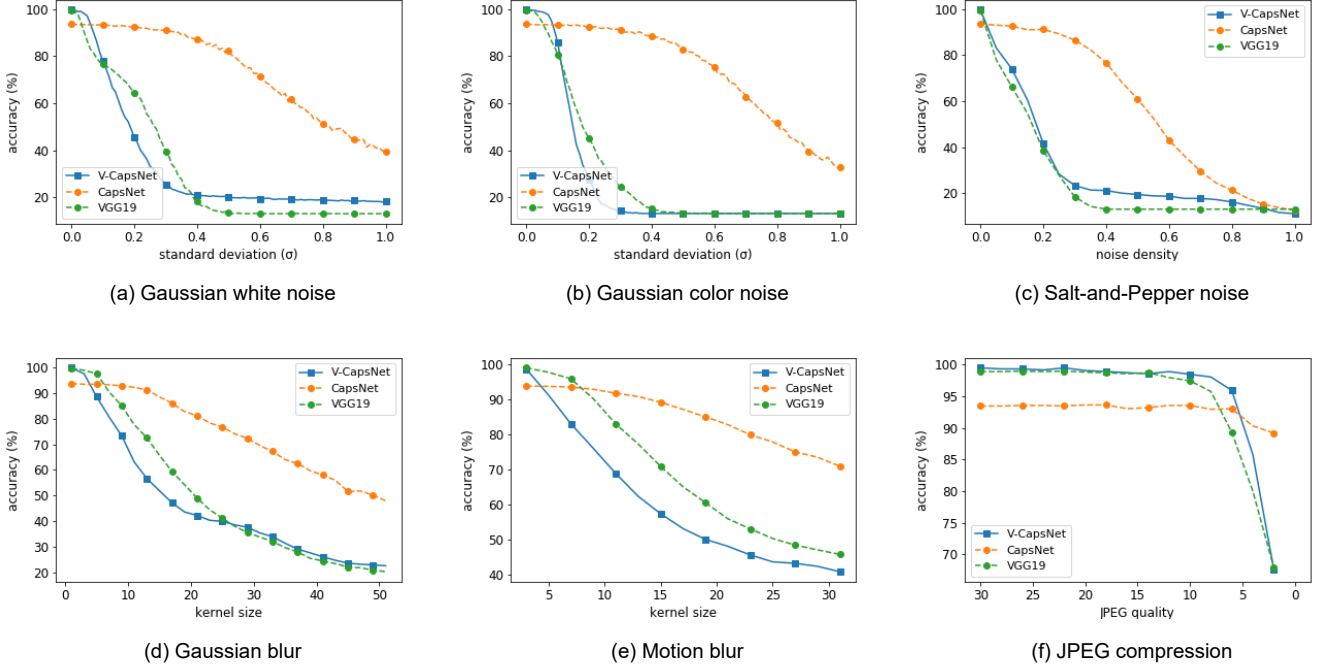 100
80
60
40
20
accuracy (%)
V-CapsNet
CapsNet
VGG19
0.0 0.2 0.4 0.6 0.8 1.0
standard deviation (σ)
(a) Gaussian white noise
100
80
60
40
20
accuracy (%)
V-CapsNet
CapsNet
VGG19
0.0 0.2 0.4 0.6 0.8 1.0
standard deviation (σ)
(b) Gaussian color noise
100
80
60
40
20
accuracy (%)
V-CapsNet
CapsNet
VGG19
0.0 0.2 0.4 0.6 0.8 1.0
noise density
(c) Salt-and-Pepper noise
100
90
80
70
60
50
40
30
20
accuracy (%)
V-CapsNet
CapsNet
VGG19
0 10 20 30 40 50
kernel size
(d) Gaussian blur
100
90
80
70
60
50
40
accuracy (%)
V-CapsNet
CapsNet
VGG19
5 10 15 20 25 30
kernel size
(e) Motion blur
100
95
90
85
80
75
70
accuracy (%)
V-CapsNet
CapsNet
VGG19
30 25 20 15 10 5 0
JPEG quality
(f) JPEG compression